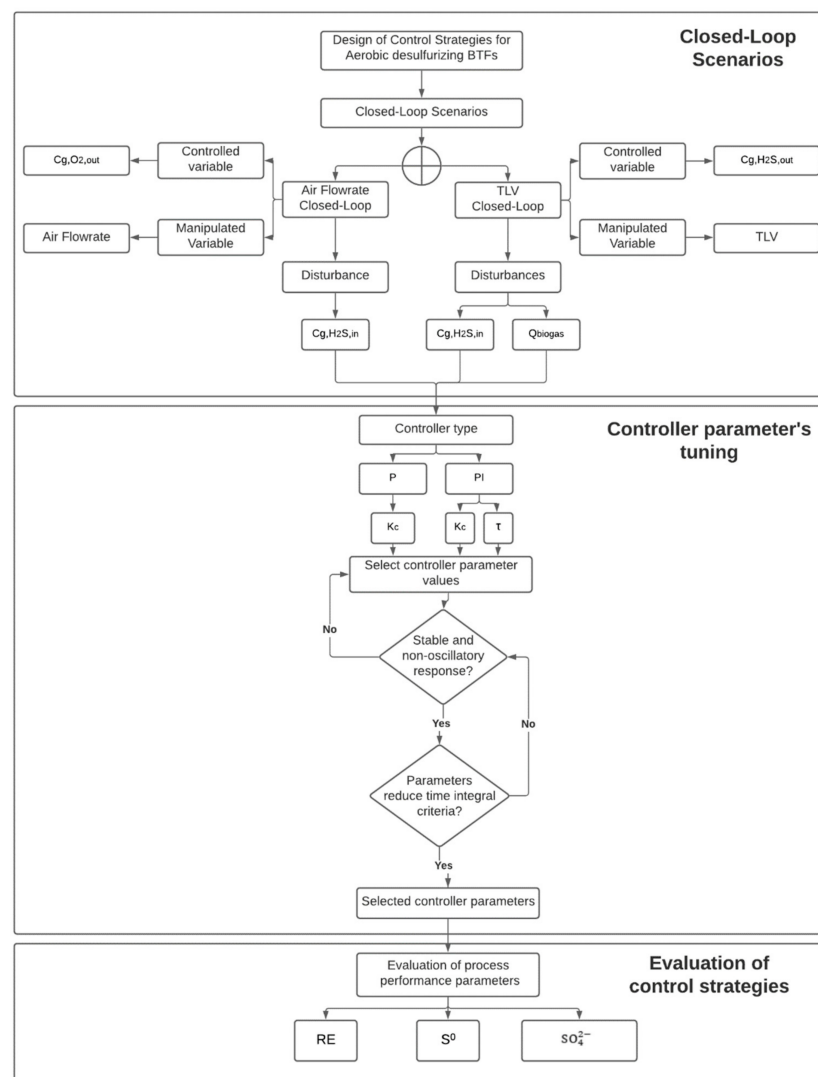 Closed-Loop
Scenarios
Design of Control Strategies for
Aerobic desulfurizing BTFs
Closed-Loop Scenarios
Cg,O2,out
Controlled
variable
Air Flowrate
Closed-Loop
Air Flowrate
Manipulated
Variable
TLV
Closed-Loop
Controlled
variable
Cg,H2S,out
Manipulated
Variable
TLV
Disturbance
Disturbances
Cg,H2S,in
Cg,H2S,in
Qbiogas
Controller parameter's
tuning
Controller type
P
PI
Kc
Kc
τ
Select controller parameter
values
No
Stable and
non-oscillatory
response?
Yes
No
Parameters
reduce time integral
criteria?
Yes
Selected controller parameters
Evaluation of
control strategies
Evaluation of process
performance parameters
RE
S⁰
SO₄²⁻